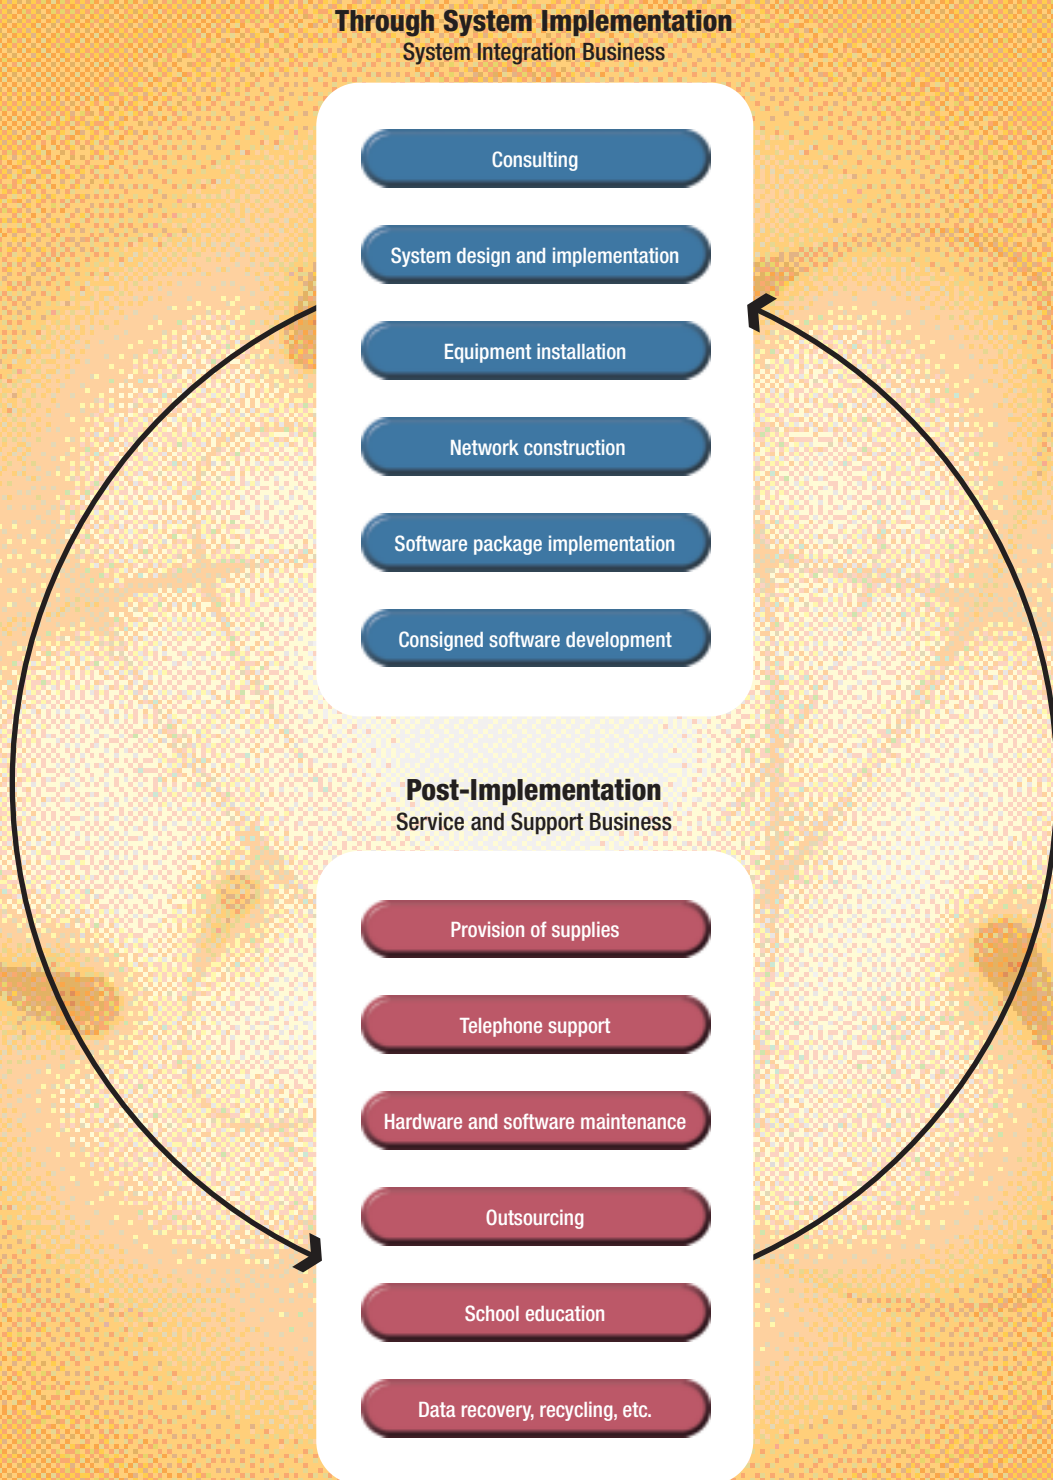 Through System Implementation
System Integration Business
Consulting
System design and implementation
Equipment installation
Network construction
Software package implementation
Consigned software development
Post-Implementation
Service and Support Business
Provision of supplies
Telephone support
Hardware and software maintenance
Outsourcing
School education
Data recovery, recycling, etc.